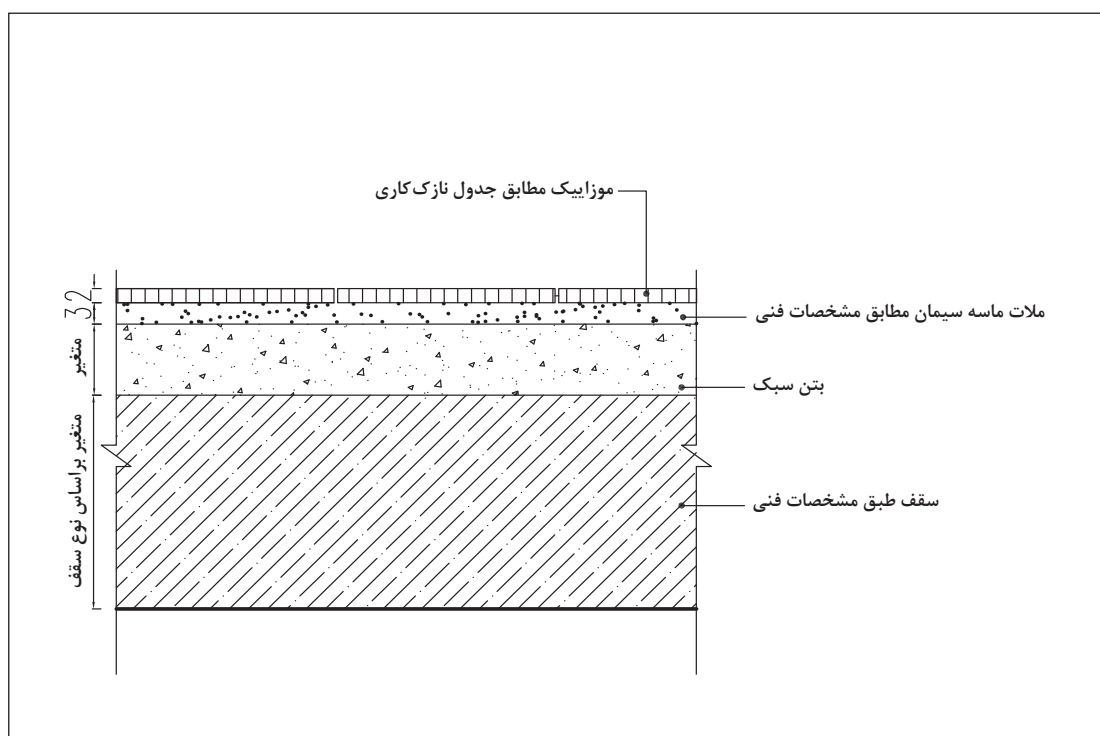 موزاییک مطابق جدول نازک‌کاری
ملات ماسه سیمان مطابق مشخصات فنی
بتن سبک
سقف طبق مشخصات فنی
2
3
متغیر
متغیر براساس نوع سقف